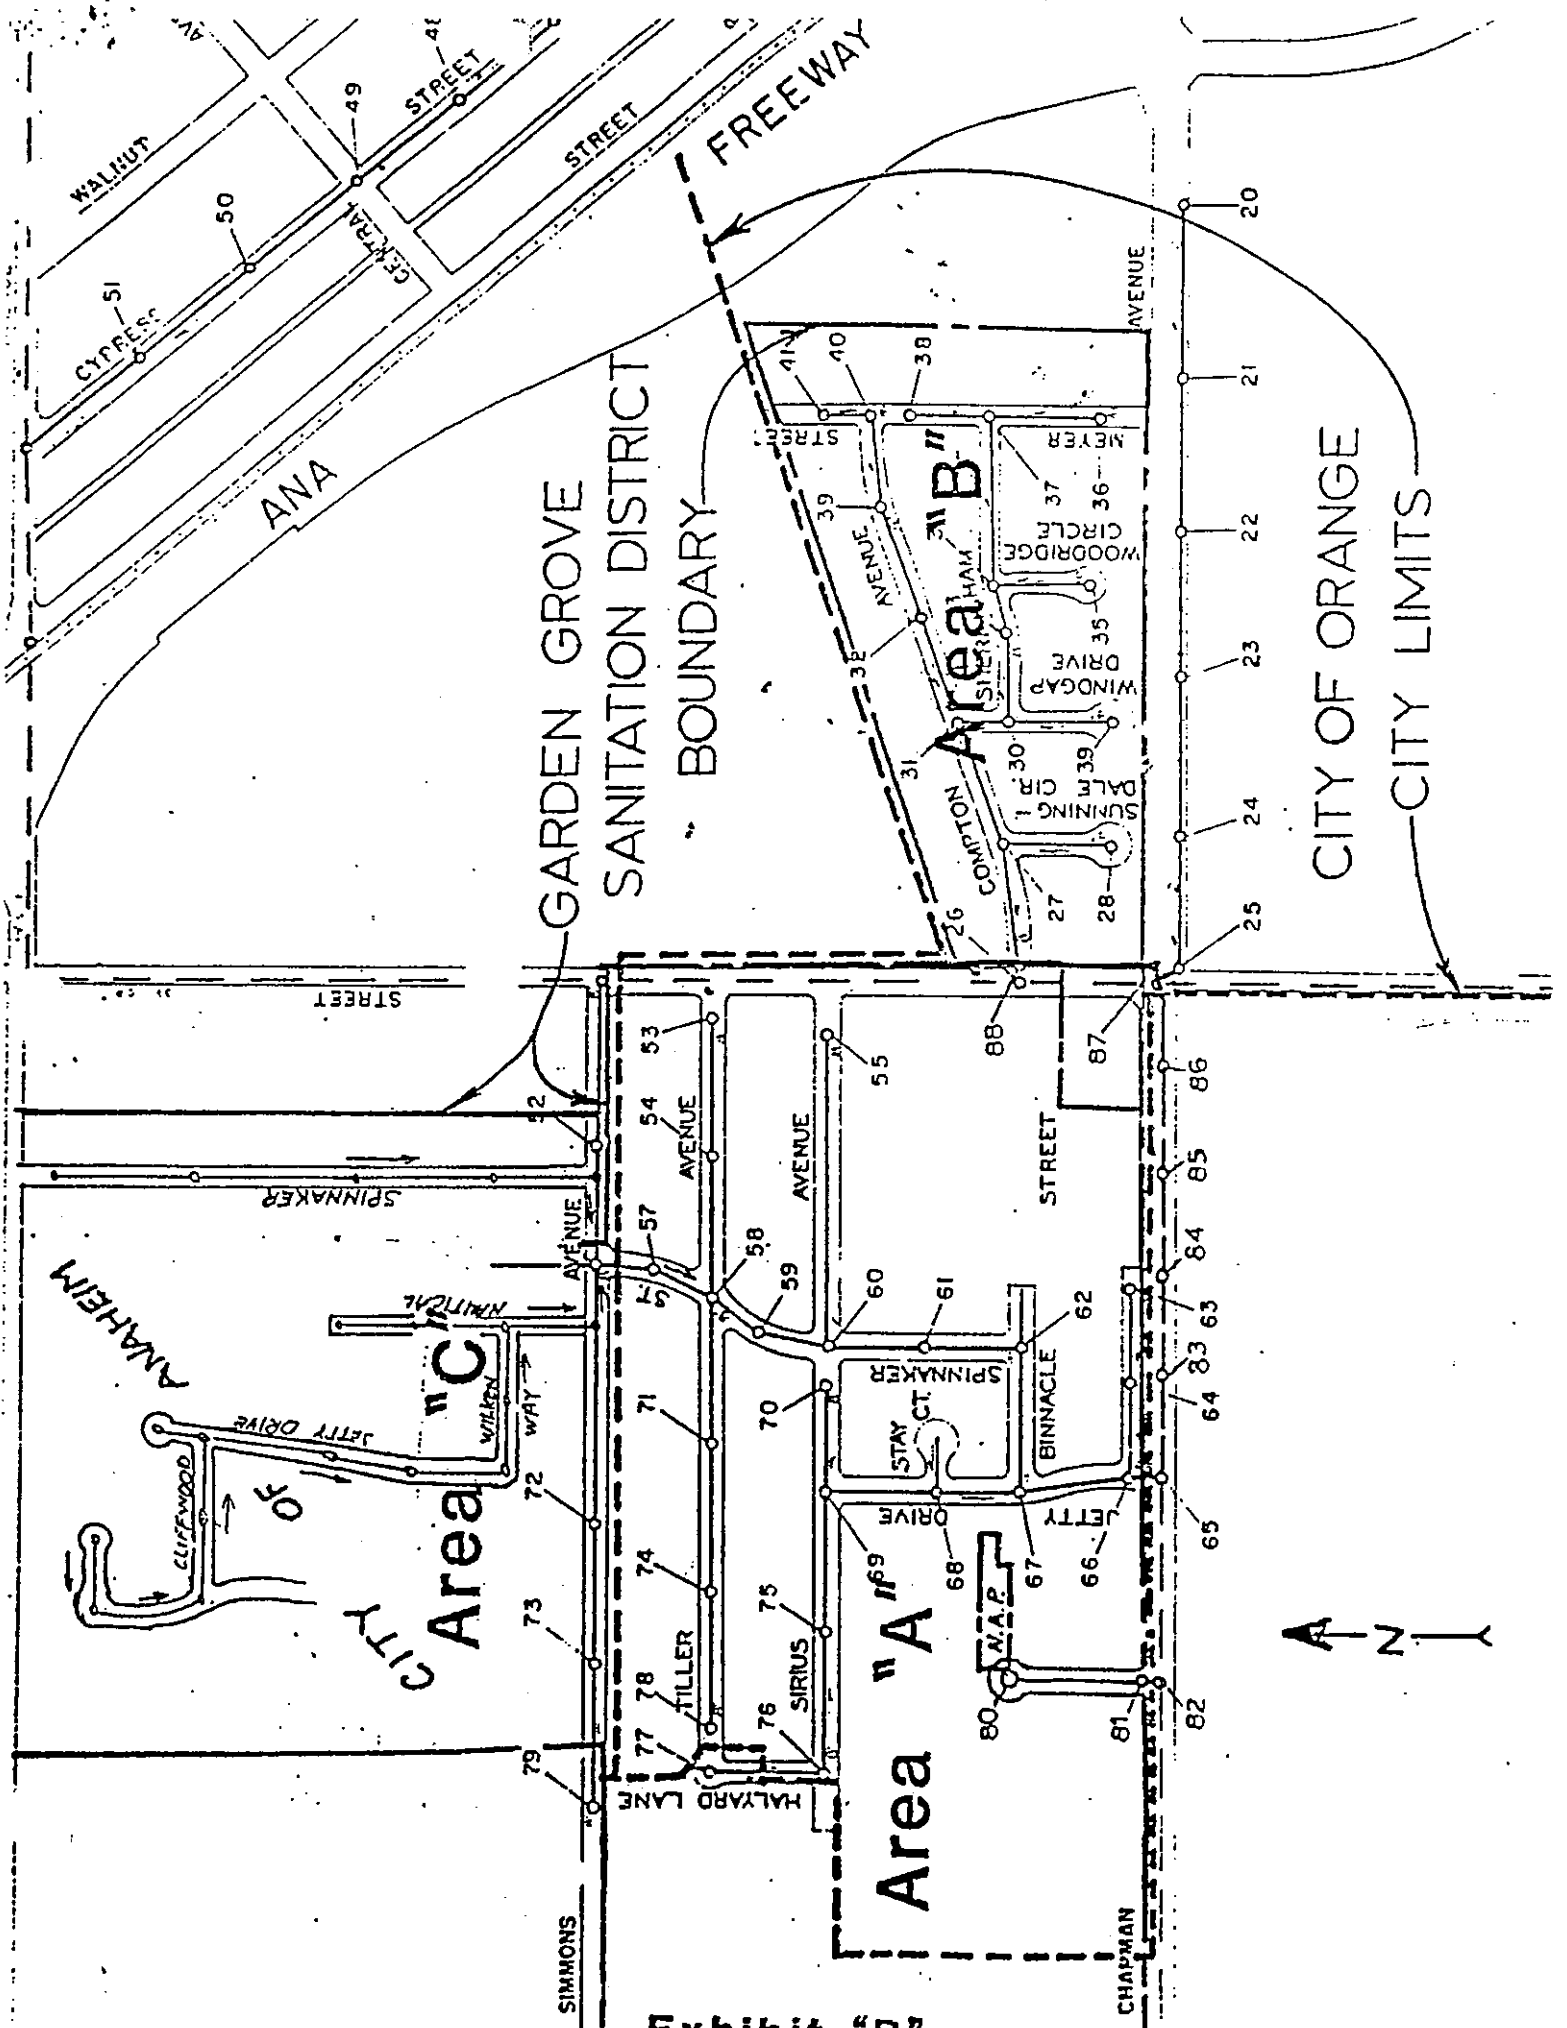 WALNUT
STREET
49
50
51
CYPRESS
CENTRAL
STREET
FREEWAY
ANA
GARDEN GROVE
SANITATION DISTRICT
BOUNDARY
CITY OF ORANGE
CITY LIMITS
AVENUE
20
21
22
23
24
25
Area "B"
41
40
38
39
STREET
MEYER
37
36
WOODRIDGE
CIRCLE
35
AVENUE
WINDGAP
DRIVE
31
30
39
SUNNING-
DALE CIR.
COMPTON
26
27
28
STREET
52
SPINNAKER
AVENUE
CITY
OF
ANAHEIM
Area "C"
NAUTICAL
WILKEN
WAY
JETTY DRIVE
CLIFFWOOD
72
73
79
SIMMONS
53
54
AVENUE
57
ST.
58
59
71
74
78
77
TILLER
HALYARD LANE
55
AVENUE
60
61
62
70
69
75
76
SIRIUS
SPINNAKER
STAY
CT.
BINNACLE
STREET
DRIVE
JETTY
68
67
66
N.A.P.
80
81
82
Area "A"
88
87
86
85
84
63
83
64
65
CHAPMAN
N
Exhibit "B"